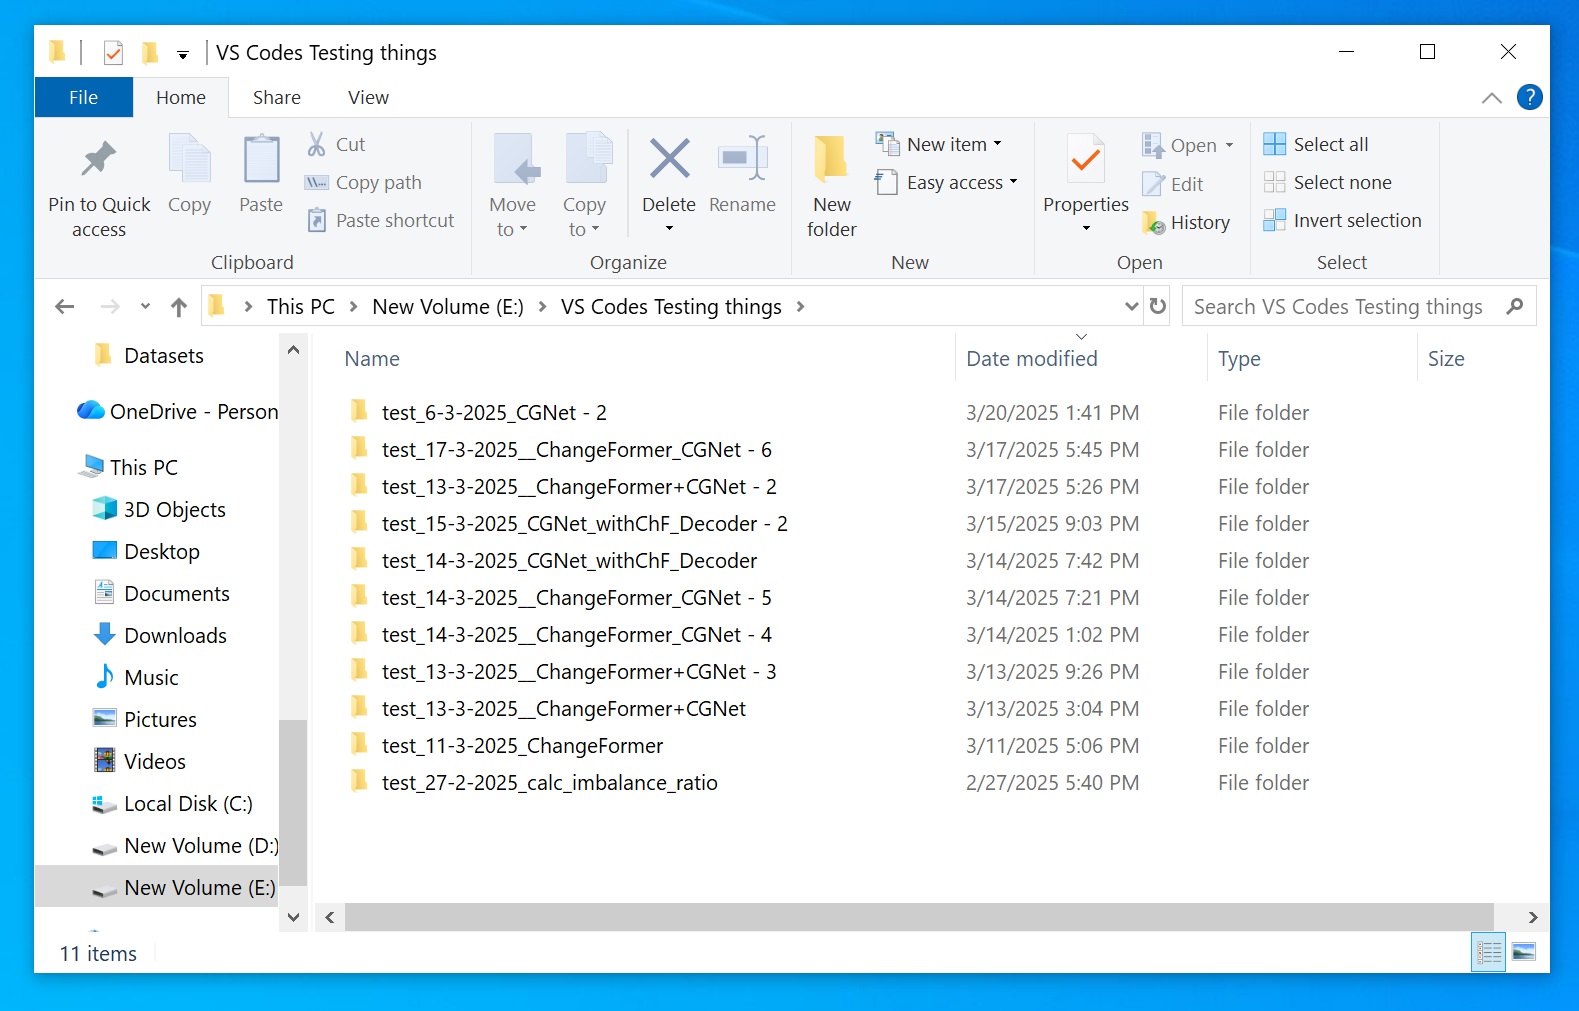 VS Codes Testing things
File Home Share View
?
Pin to Quick access
Copy
Paste
Cut
Copy path
Paste shortcut
Clipboard
Move to
Copy to
Delete
Rename
Organize
New folder
New item
Easy access
New
Properties
Open
Edit
History
Open
Select all
Select none
Invert selection
Select
This PC New Volume (E:) VS Codes Testing things
Search VS Codes Testing things
Datasets
OneDrive - Person
This PC
3D Objects
Desktop
Documents
Downloads
Music
Pictures
Videos
Local Disk (C:)
New Volume (D:)
New Volume (E:)
Name Date modified Type Size
test_6-3-2025_CGNet - 2 3/20/2025 1:41 PM File folder
test_17-3-2025__ChangeFormer_CGNet - 6 3/17/2025 5:45 PM File folder
test_13-3-2025__ChangeFormer+CGNet - 2 3/17/2025 5:26 PM File folder
test_15-3-2025_CGNet_withChF_Decoder - 2 3/15/2025 9:03 PM File folder
test_14-3-2025_CGNet_withChF_Decoder 3/14/2025 7:42 PM File folder
test_14-3-2025__ChangeFormer_CGNet - 5 3/14/2025 7:21 PM File folder
test_14-3-2025__ChangeFormer_CGNet - 4 3/14/2025 1:02 PM File folder
test_13-3-2025__ChangeFormer+CGNet - 3 3/13/2025 9:26 PM File folder
test_13-3-2025__ChangeFormer+CGNet 3/13/2025 3:04 PM File folder
test_11-3-2025_ChangeFormer 3/11/2025 5:06 PM File folder
test_27-2-2025_calc_imbalance_ratio 2/27/2025 5:40 PM File folder
11 items